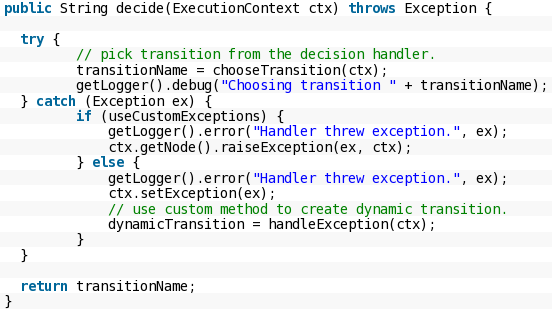 public String decide(ExecutionContext ctx) throws Exception {

  try {
         // pick transition from the decision handler.
         transitionName = chooseTransition(ctx);
         getLogger().debug("Choosing transition " + transitionName);
  } catch (Exception ex) {
         if (useCustomExceptions) {
             getLogger().error("Handler threw exception.", ex);
             ctx.getNode().raiseException(ex, ctx);
         } else {
             getLogger().error("Handler threw exception.", ex);
             ctx.setException(ex);
             // use custom method to create dynamic transition.
             dynamicTransition = handleException(ctx);
         }
  }

  return transitionName;
}